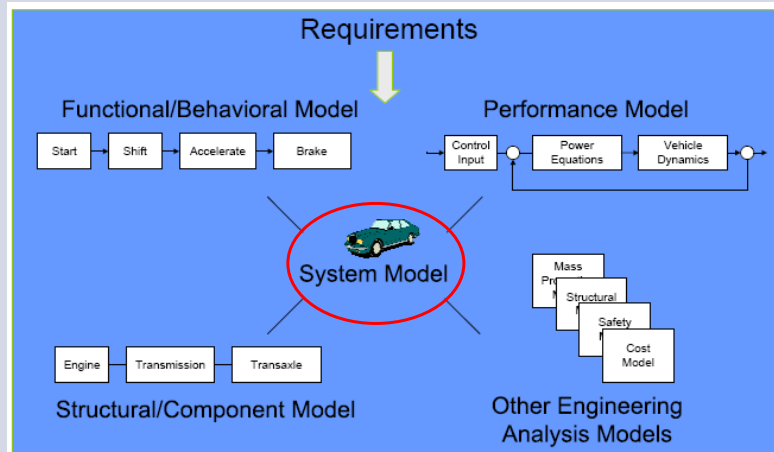 Requirements
Functional/Behavioral Model
Performance Model
Start
Shift
Accelerate
Brake
Control
Input
Power
Equations
Vehicle
Dynamics
System Model
Mass
Structural
Safety
Cost
Model
Engine
Transmission
Transaxle
Structural/Component Model
Other Engineering
Analysis Models